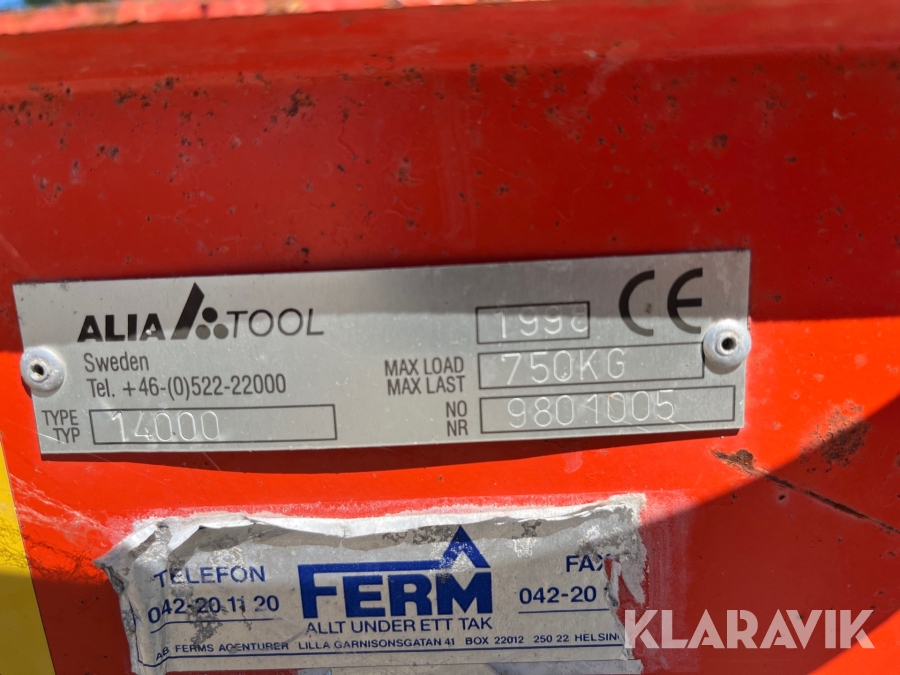 ALIA TOOL
1998
CE
Sweden
Tel. +46-(0)522-22000
MAX LOAD
MAX LAST
750KG
TYPE
TYP
14000
NO
NR
9801005
TELEFON
042-20 11 20
FERM
ALLT UNDER ETT TAK
FAX
042-20
AB FERMS AGENTURER LILLA GARNISONSGATAN 41 BOX 22012 250 22 HELSING
KLARAVIK